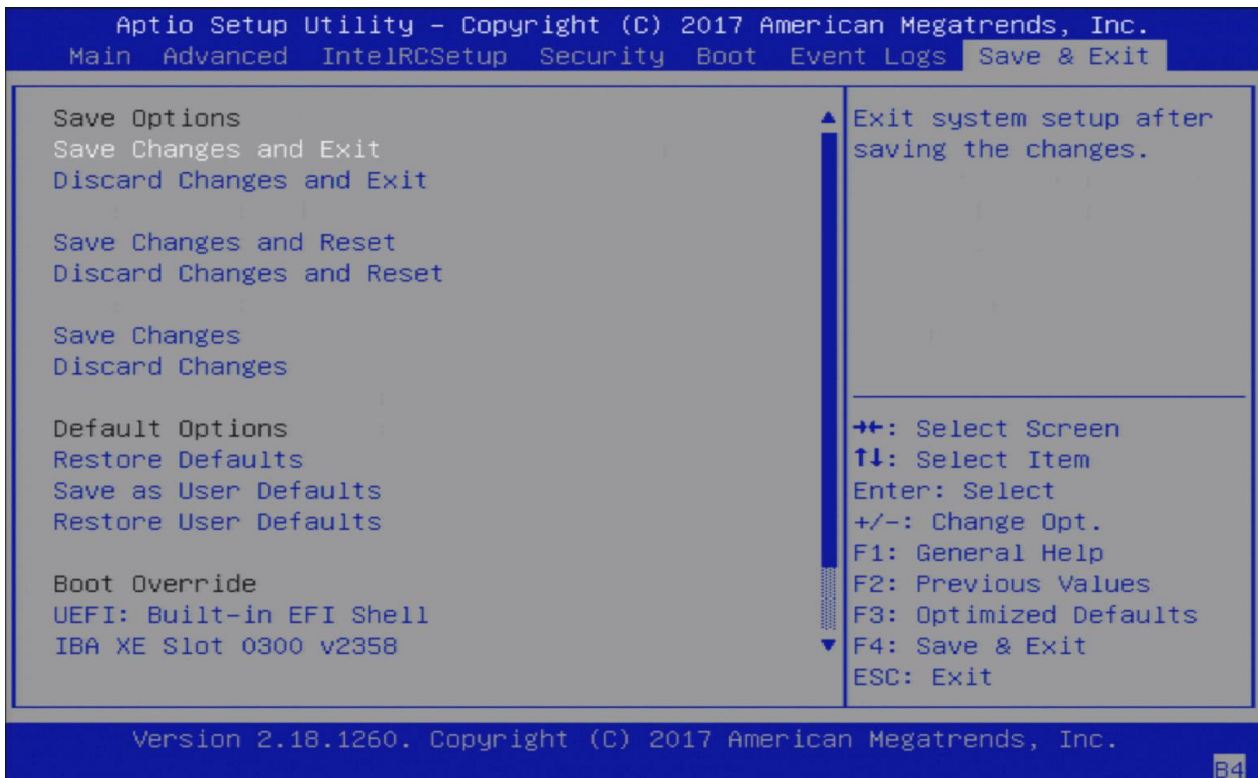 Aptio Setup Utility – Copyright (C) 2017 American Megatrends, Inc.
Main Advanced IntelRCSetup Security Boot Event Logs Save & Exit
Save Options
Save Changes and Exit
Discard Changes and Exit
Save Changes and Reset
Discard Changes and Reset
Save Changes
Discard Changes
Default Options
Restore Defaults
Save as User Defaults
Restore User Defaults
Boot Override
UEFI: Built-in EFI Shell
IBA XE Slot 0300 v2358
Exit system setup after
saving the changes.
→←: Select Screen
↑↓: Select Item
Enter: Select
+/-: Change Opt.
F1: General Help
F2: Previous Values
F3: Optimized Defaults
F4: Save & Exit
ESC: Exit
Version 2.18.1260. Copyright (C) 2017 American Megatrends, Inc.
B4